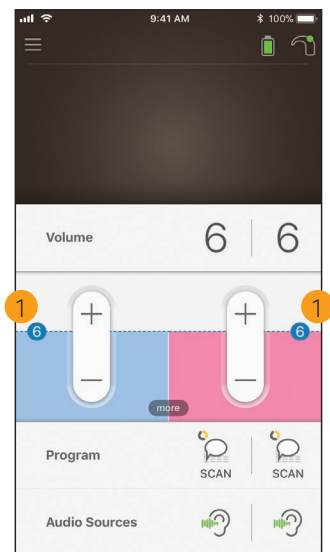 9:41 AM 100%
Volume 6 6
+ +
1 1
6 6
– –
more
Program SCAN SCAN
Audio Sources